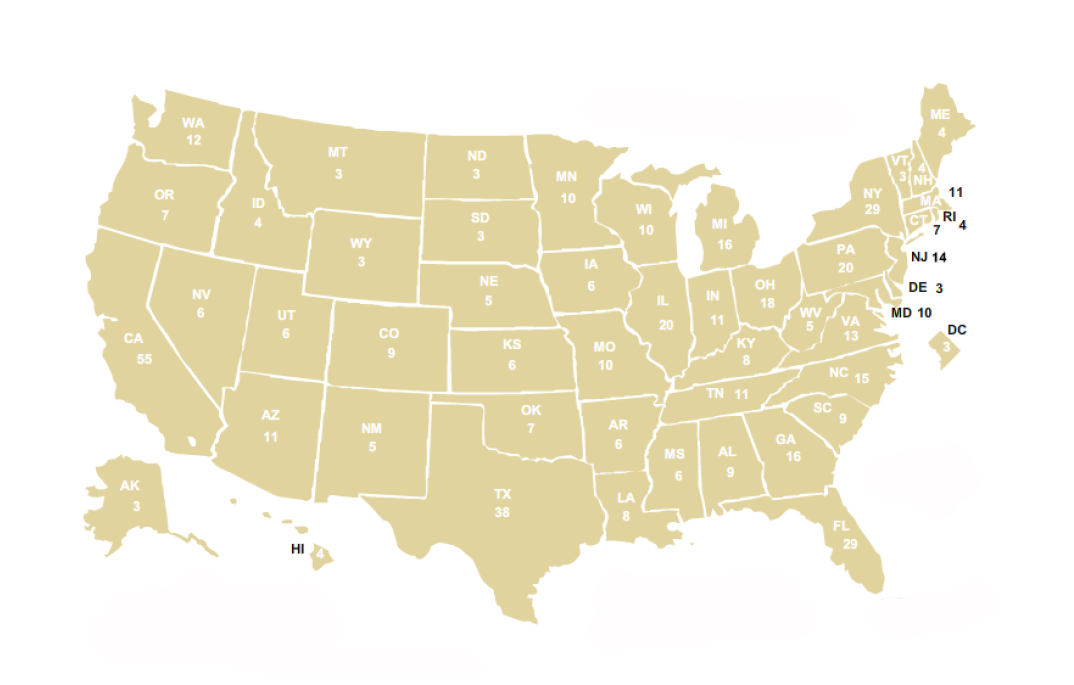 ME
4
WA
12
MT
3
ND
3
MN
10
VT
3
4
NH
OR
7
ID
4
SD
3
WI
10
MI
16
NY
29
11
MA
RI
4
CT
7
WY
3
IA
6
PA
20
NJ 14
NE
5
NV
6
UT
6
CO
9
IL
20
IN
11
OH
18
DE 3
MD 10
WV
5
VA
13
DC
3
CA
55
KS
6
MO
10
KY
8
NC 15
TN 11
AZ
11
NM
5
OK
7
AR
6
SC
9
MS
6
AL
9
GA
16
AK
3
TX
38
LA
8
FL
29
HI
4